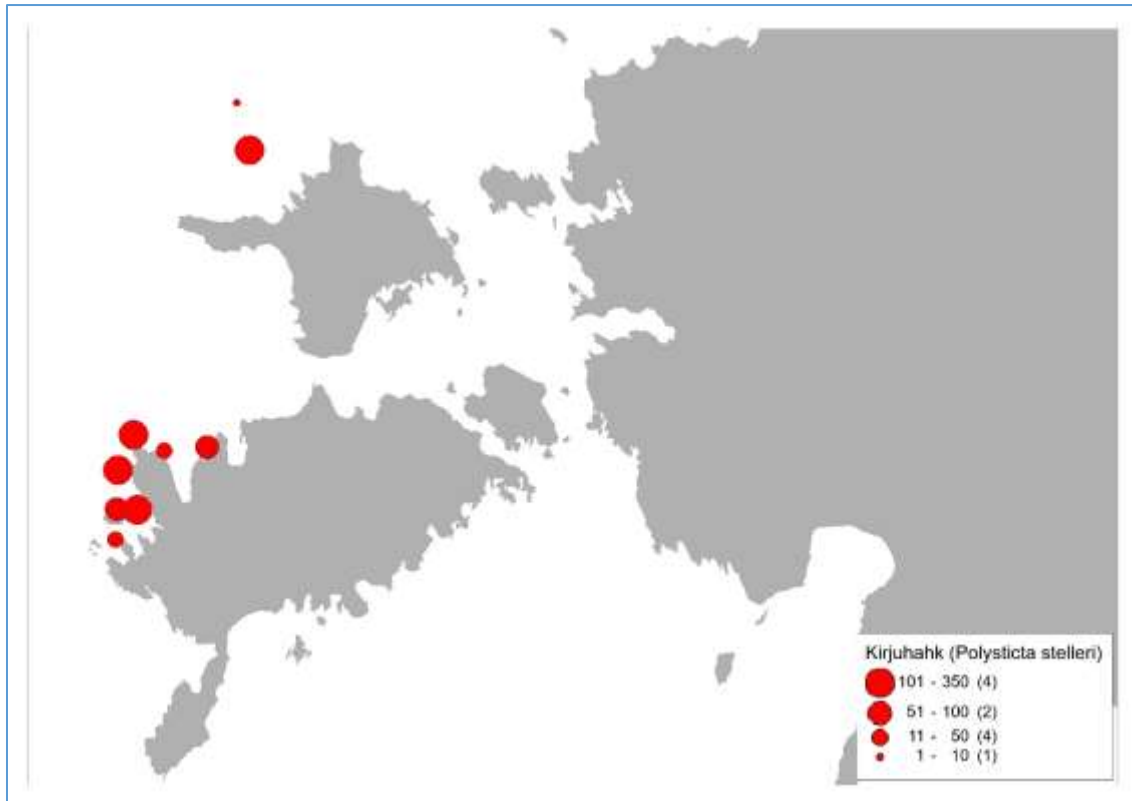 Kirjuhahk (Polysticta stelleri)
101 - 350 (4)
51 - 100 (2)
11 - 50 (4)
1 - 10 (1)